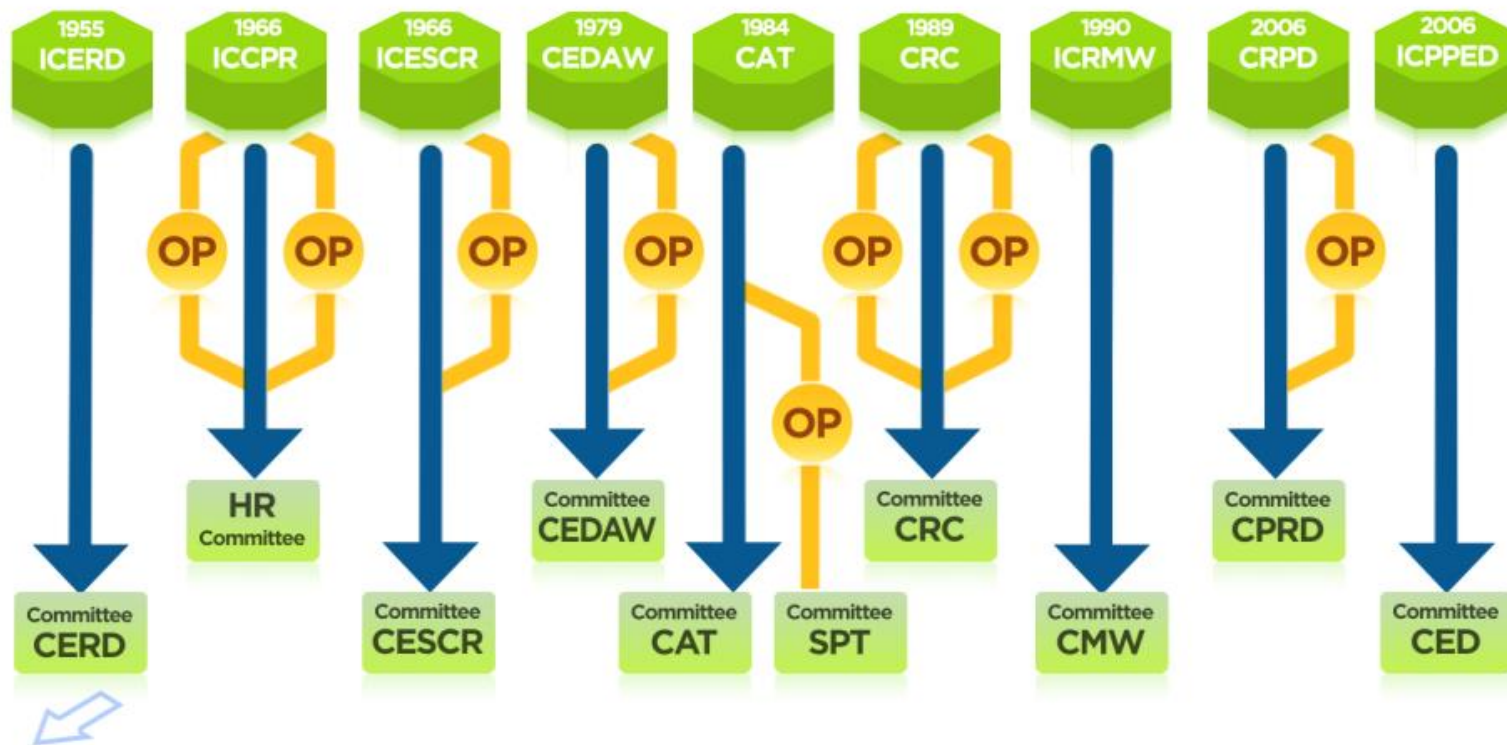 1955
ICERD
1966
ICCPR
1966
ICESCR
1979
CEDAW
1984
CAT
1989
CRC
1990
ICRMW
2006
CRPD
2006
ICPPED
OP
OP
OP
OP
OP
OP
OP
OP
HR
Committee
Committee
CEDAW
Committee
CRC
Committee
CPRD
Committee
CERD
Committee
CESCR
Committee
CAT
Committee
SPT
Committee
CMW
Committee
CED